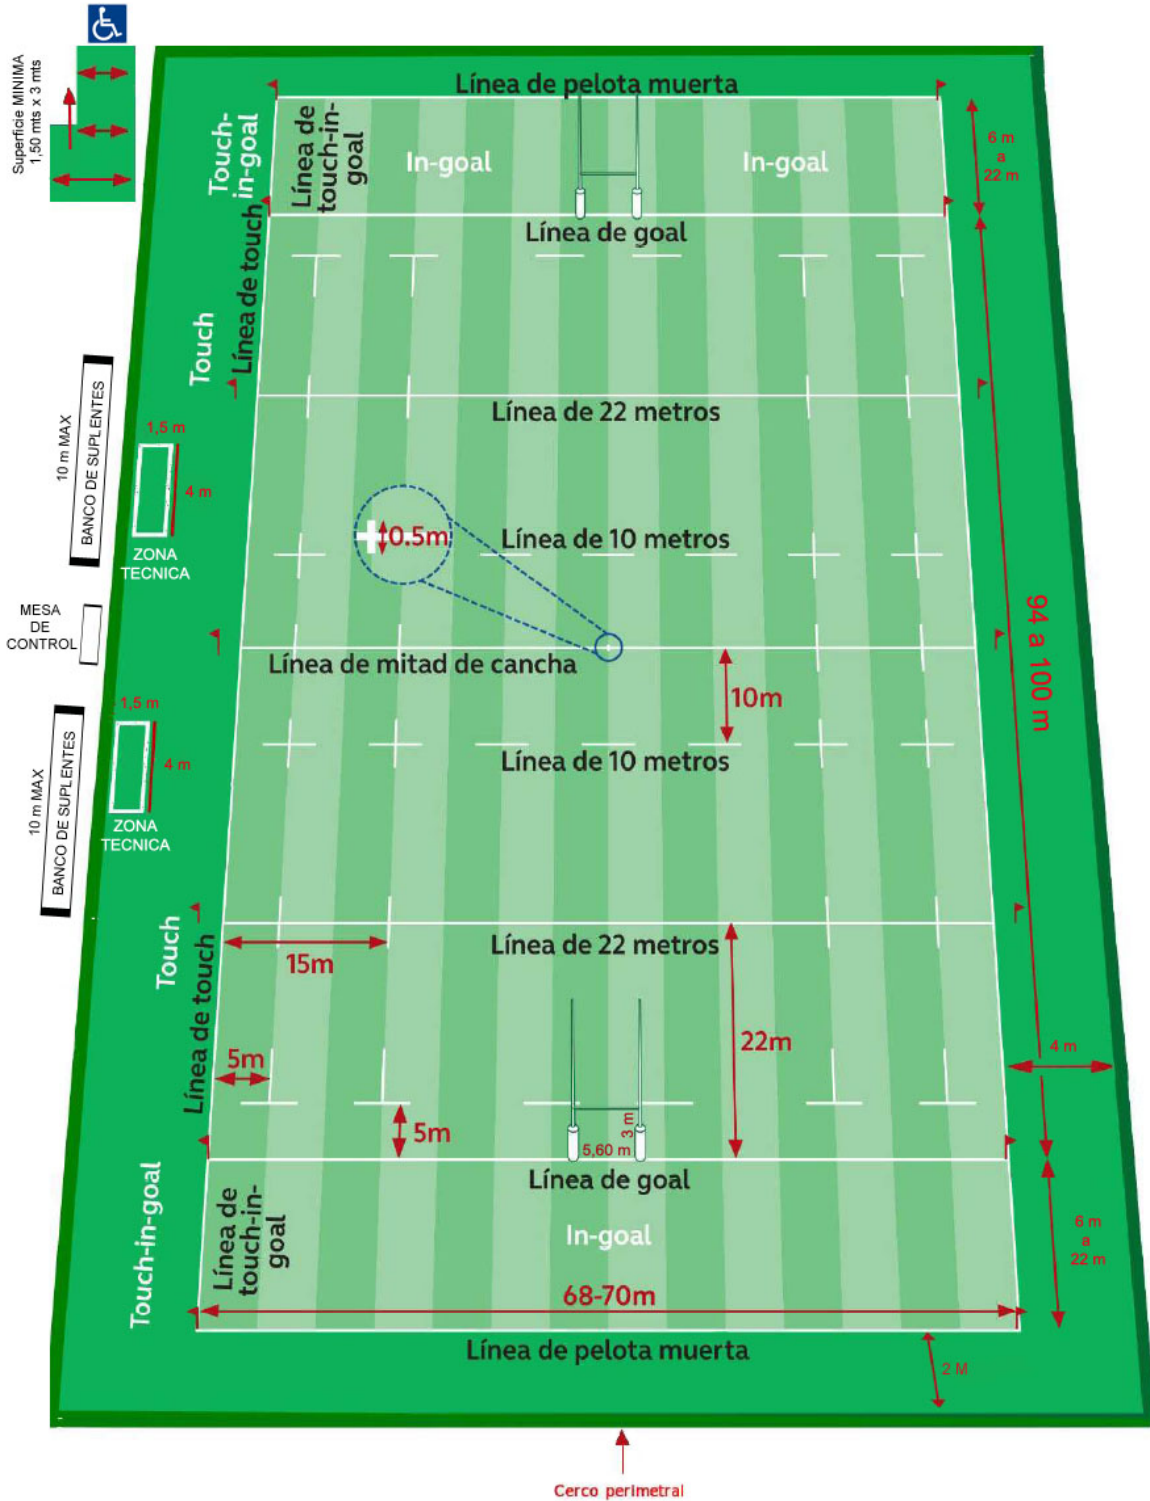 Superficie MINIMA
1,50 mts x 3 mts
Línea de pelota muerta
Touch-
in-goal
Línea de
touch-in-
goal
In-goal
In-goal
6 m
a
22 m
Línea de goal
Línea de touch
Touch
Línea de 22 metros
10 m MAX
BANCO DE SUPLENTES
1,5 m
4 m
ZONA
TECNICA
0.5m
Línea de 10 metros
MESA
DE
CONTROL
Línea de mitad de cancha
94 a 100 m
10m
1,5 m
4 m
10 m MAX
BANCO DE SUPLENTES
ZONA
TECNICA
Línea de 10 metros
Touch
Línea de touch
15m
Línea de 22 metros
22m
5m
4 m
5m
3 m
5,60 m
Línea de goal
Touch-in-goal
Línea de
touch-in-
goal
In-goal
6 m
a
22 m
68-70m
Línea de pelota muerta
2 M
Cerco perimetral